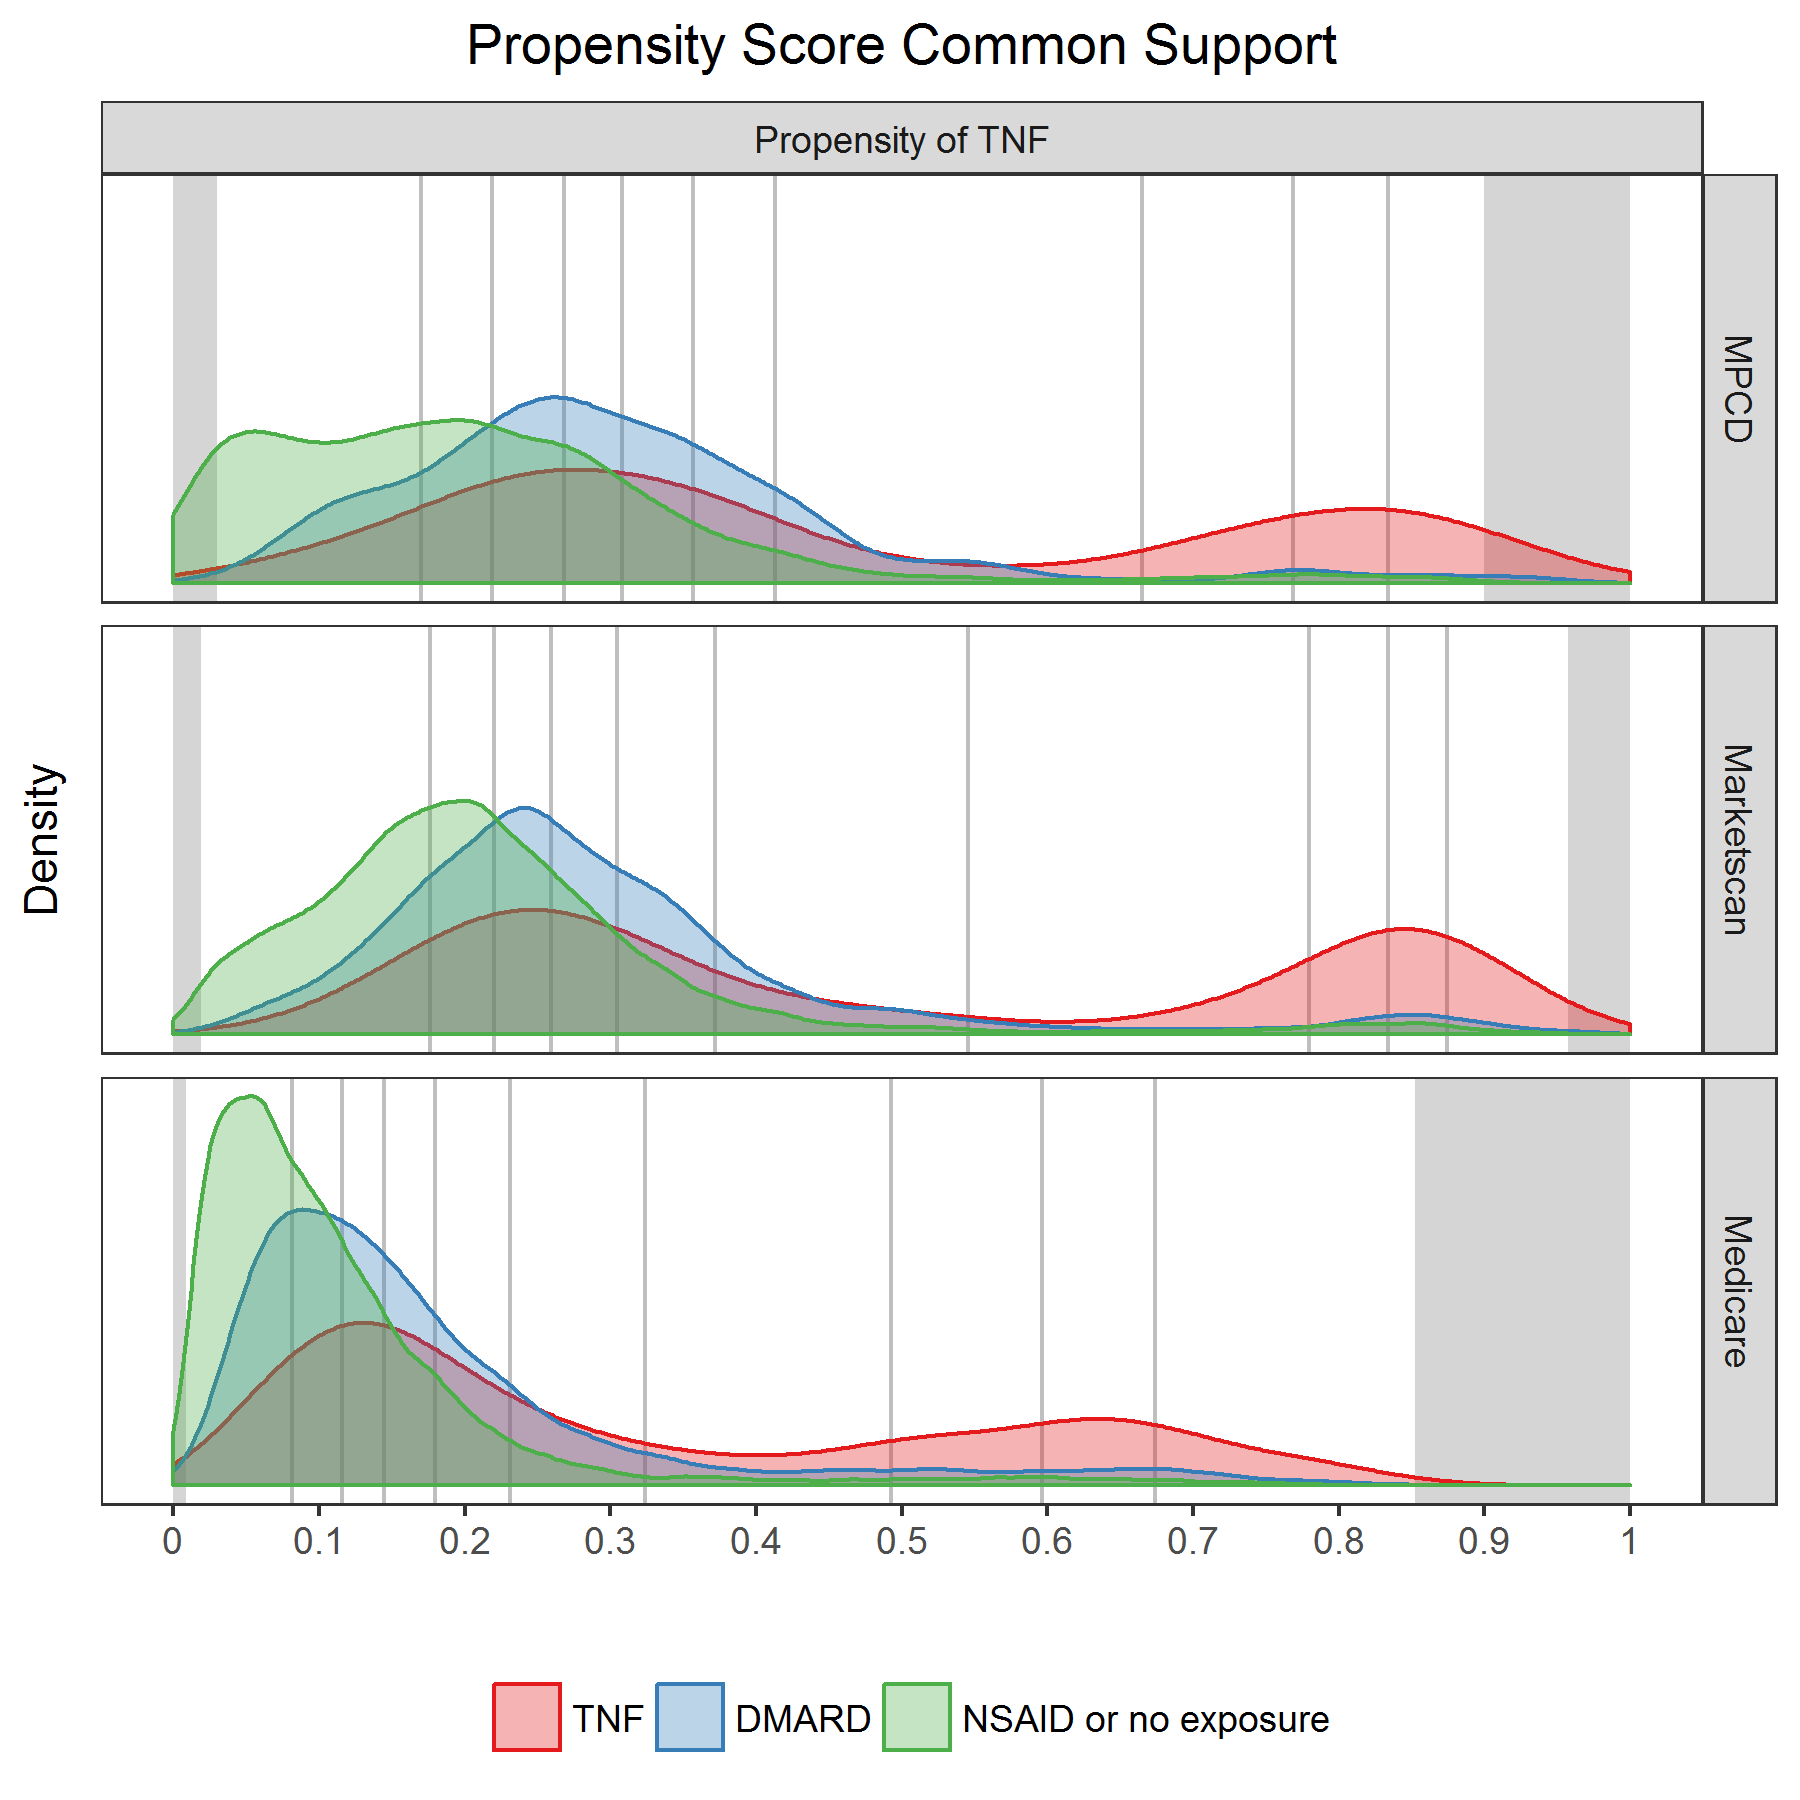 Propensity Score Common Support
Propensity of TNF
MPCD
Density
Marketscan
Medicare
0 0.1 0.2 0.3 0.4 0.5 0.6 0.7 0.8 0.9 1
TNF DMARD NSAID or no exposure